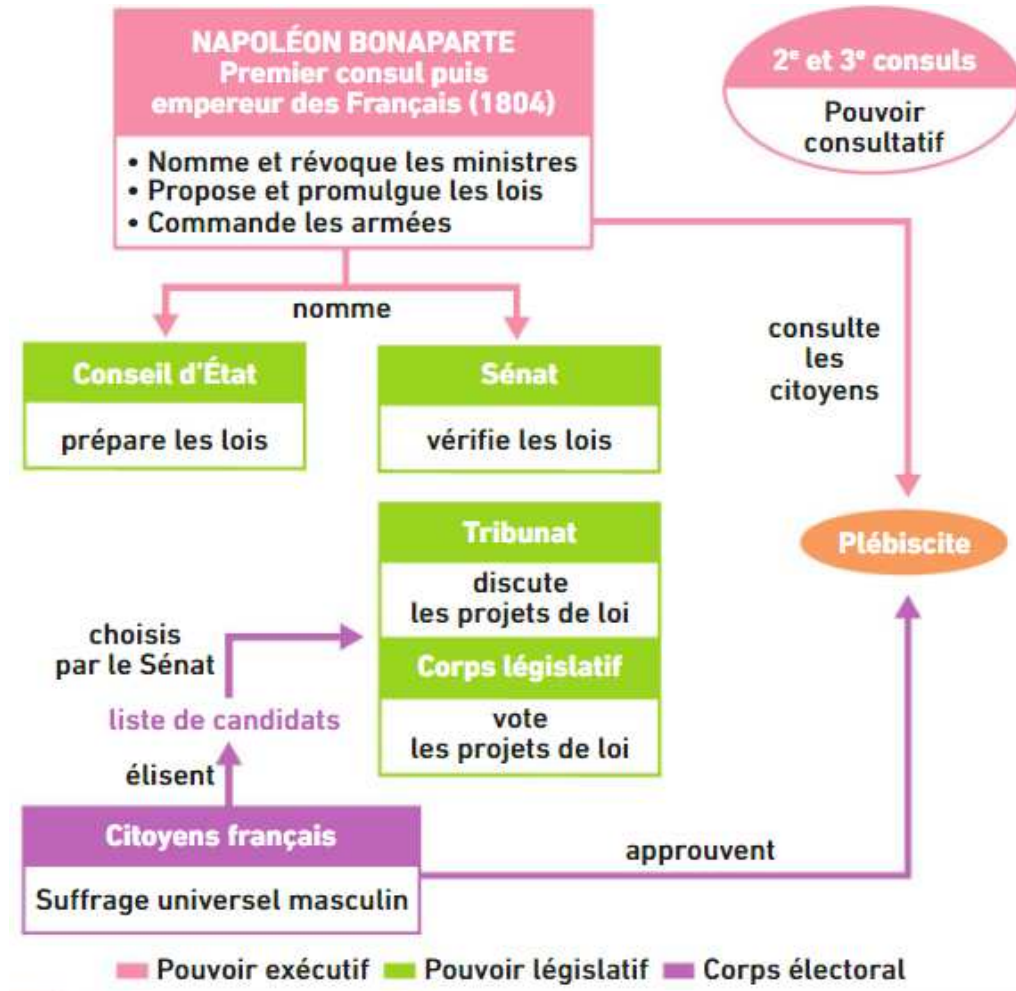 NAPOLÉON BONAPARTE
Premier consul puis
empereur des Français (1804)
• Nomme et révoque les ministres
• Propose et promulgue les lois
• Commande les armées
2e et 3e consuls
Pouvoir
consultatif
nomme
consulte
les
citoyens
Conseil d'État
prépare les lois
Sénat
vérifie les lois
Tribunat
discute
les projets de loi
Corps législatif
vote
les projets de loi
Plébiscite
choisis
par le Sénat
liste de candidats
élisent
Citoyens français
Suffrage universel masculin
approuvent
Pouvoir exécutif Pouvoir législatif Corps électoral